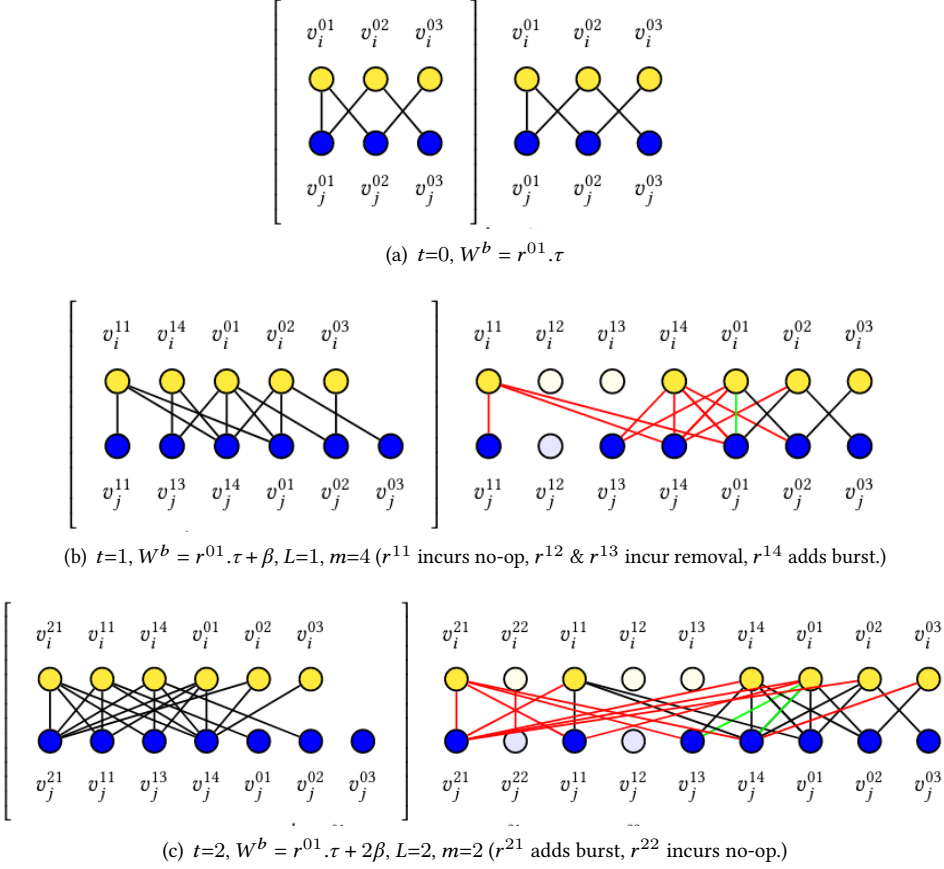 v_i^{01} v_i^{02} v_i^{03} v_i^{01} v_i^{02} v_i^{03}
v_j^{01} v_j^{02} v_j^{03} v_j^{01} v_j^{02} v_j^{03}
(a) t=0, W^b = r^{01}.τ
v_i^{11} v_i^{14} v_i^{01} v_i^{02} v_i^{03} v_i^{11} v_i^{12} v_i^{13} v_i^{14} v_i^{01} v_i^{02} v_i^{03}
v_j^{11} v_j^{13} v_j^{14} v_j^{01} v_j^{02} v_j^{03} v_j^{11} v_j^{12} v_j^{13} v_j^{14} v_j^{01} v_j^{02} v_j^{03}
(b) t=1, W^b = r^{01}.τ + β, L=1, m=4 (r^{11} incurs no-op, r^{12} & r^{13} incur removal, r^{14} adds burst.)
v_i^{21} v_i^{11} v_i^{14} v_i^{01} v_i^{02} v_i^{03} v_i^{21} v_i^{22} v_i^{11} v_i^{12} v_i^{13} v_i^{14} v_i^{01} v_i^{02} v_i^{03}
v_j^{21} v_j^{11} v_j^{13} v_j^{14} v_j^{01} v_j^{02} v_j^{03} v_j^{21} v_j^{22} v_j^{11} v_j^{12} v_j^{13} v_j^{14} v_j^{01} v_j^{02} v_j^{03}
(c) t=2, W^b = r^{01}.τ + 2β, L=2, m=2 (r^{21} adds burst, r^{22} incurs no-op.)